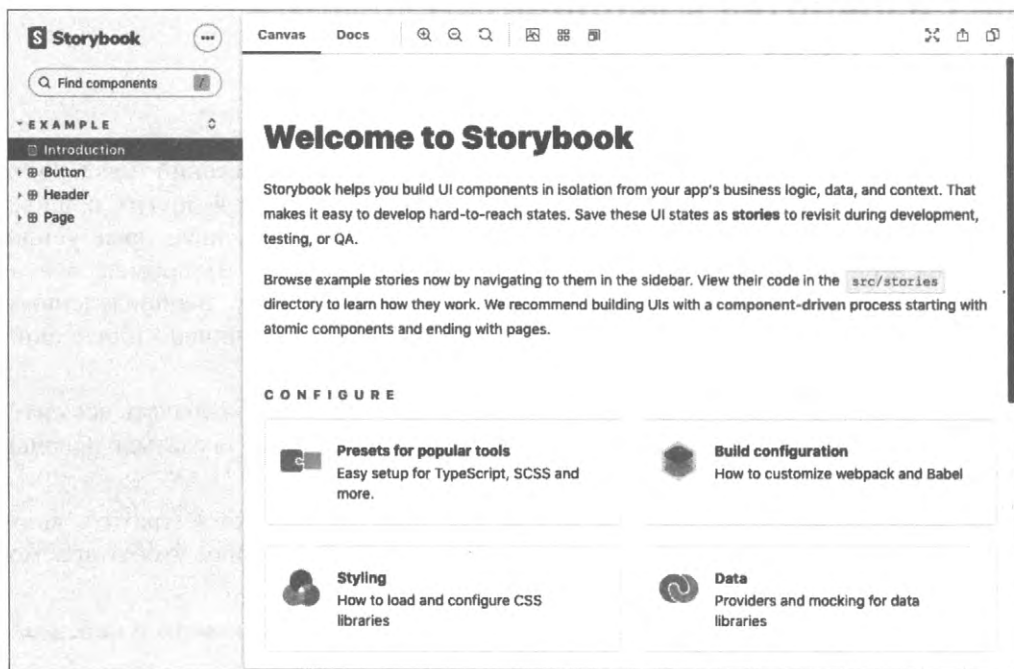 Storybook
Find components
/
EXAMPLE
Introduction
Button
Header
Page
Canvas
Docs
Welcome to Storybook
Storybook helps you build UI components in isolation from your app's business logic, data, and context. That
makes it easy to develop hard-to-reach states. Save these UI states as stories to revisit during development,
testing, or QA.
Browse example stories now by navigating to them in the sidebar. View their code in the src/stories
directory to learn how they work. We recommend building UIs with a component-driven process starting with
atomic components and ending with pages.
CONFIGURE
Presets for popular tools
Easy setup for TypeScript, SCSS and
more.
Build configuration
How to customize webpack and Babel
Styling
How to load and configure CSS
libraries
Data
Providers and mocking for data
libraries